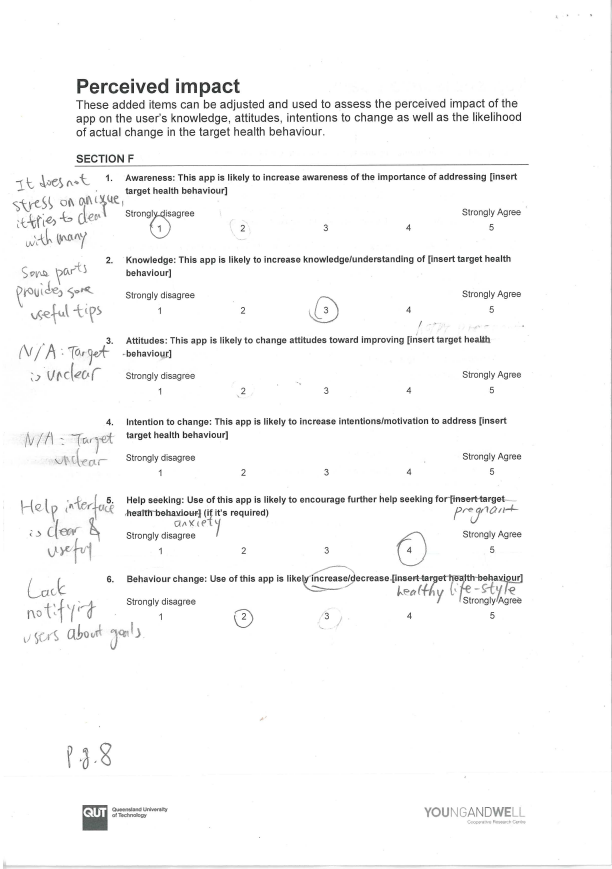 Perceived impact
These added items can be adjusted and used to assess the perceived impact of the
app on the user's knowledge, attitudes, intentions to change as well as the likelihood
of actual change in the target health behaviour.
SECTION F
It does not
stress on
it tries to deal
with many
1. Awareness: This app is likely to increase awareness of the importance of addressing [insert
target health behaviour]
Strongly disagree Strongly Agree
1 2 3 4 5
Some parts
provides some
useful tips
2. Knowledge: This app is likely to increase knowledge/understanding of [insert target health
behaviour]
Strongly disagree Strongly Agree
1 2 3 4 5
N/A: Target
is unclear
3. Attitudes: This app is likely to change attitudes toward improving [insert target health
behaviour]
Strongly disagree Strongly Agree
1 2 3 4 5
N/A: Target
unclear
4. Intention to change: This app is likely to increase intentions/motivation to address [insert
target health behaviour]
Strongly disagree Strongly Agree
1 2 3 4 5
Help interface
is clear &
useful
5. Help seeking: Use of this app is likely to encourage further help seeking for [insert target
health behaviour] (if it's required)
pregnant
anxiety
Strongly disagree Strongly Agree
1 2 3 4 5
Lack
notifying
users about goals
6. Behaviour change: Use of this app is likely increase/decrease [insert target health behaviour]
healthy life-style
Strongly disagree Strongly Agree
1 2 3 4 5
P.g.8
QUT Queensland University
of Technology
YOUNGANDWELL
Cooperative Research Centre